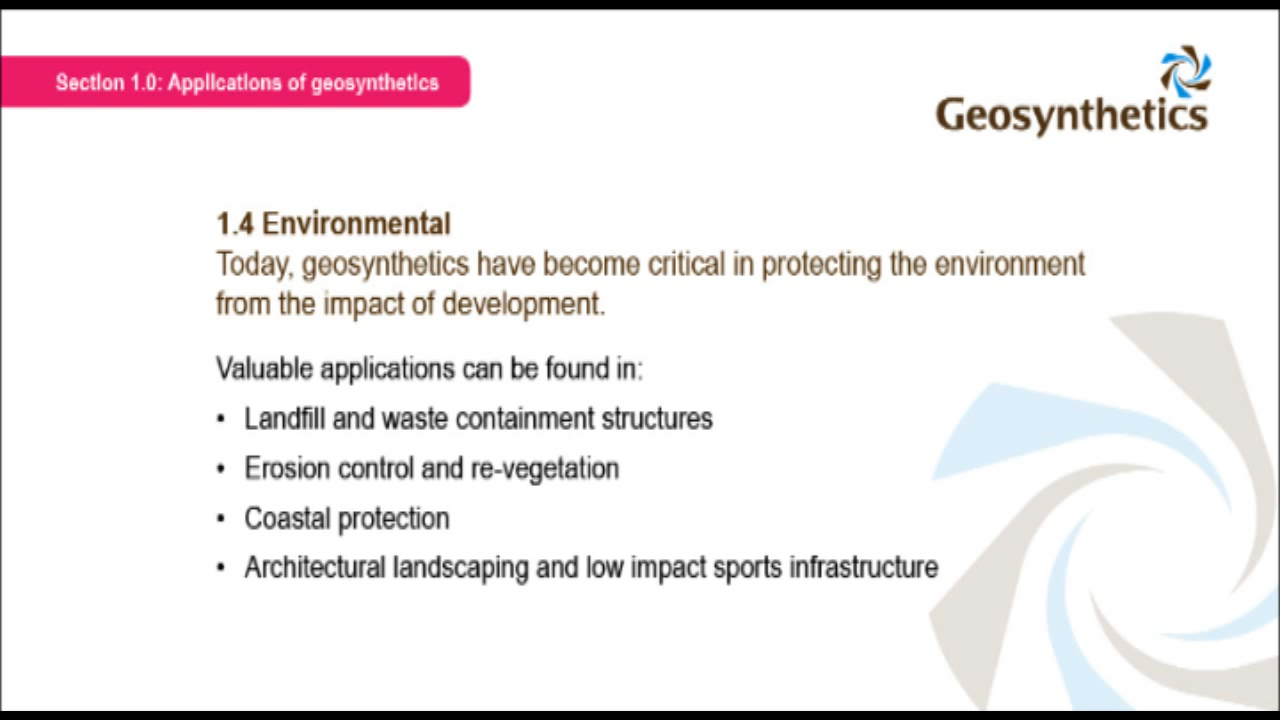 Section 1.0: Applications of geosynthetics
Geosynthetics
1.4 Environmental
Today, geosynthetics have become critical in protecting the environment
from the impact of development.
Valuable applications can be found in:
• Landfill and waste containment structures
• Erosion control and re-vegetation
• Coastal protection
• Architectural landscaping and low impact sports infrastructure